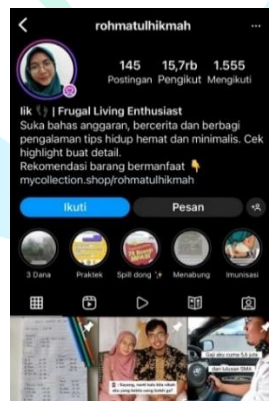 rohmatulhikmah
145 15,7rb 1.555
Postingan Pengikut Mengikuti
lik 👣 | Frugal Living Enthusiast
Suka bahas anggaran, bercerita dan berbagi
pengalaman tips hidup hemat dan minimalis. Cek
highlight buat detail.
Rekomendasi barang bermanfaat 👇
mycollection.shop/rohmatulhikmah
Ikuti Pesan
3 Dana Praktek Spill dong Menabung Imunisasi
Gaji aku cuma 5,6 juta
dan lulusan SMA